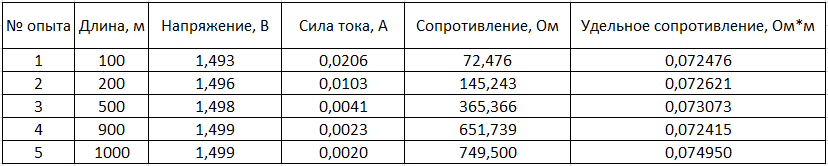 № опыта Длина, м Напряжение, В Сила тока, А Сопротивление, Ом Удельное сопротивление, Ом*м
1 100 1,493 0,0206 72,476 0,072476
2 200 1,496 0,0103 145,243 0,072621
3 500 1,498 0,0041 365,366 0,073073
4 900 1,499 0,0023 651,739 0,072415
5 1000 1,499 0,0020 749,500 0,074950